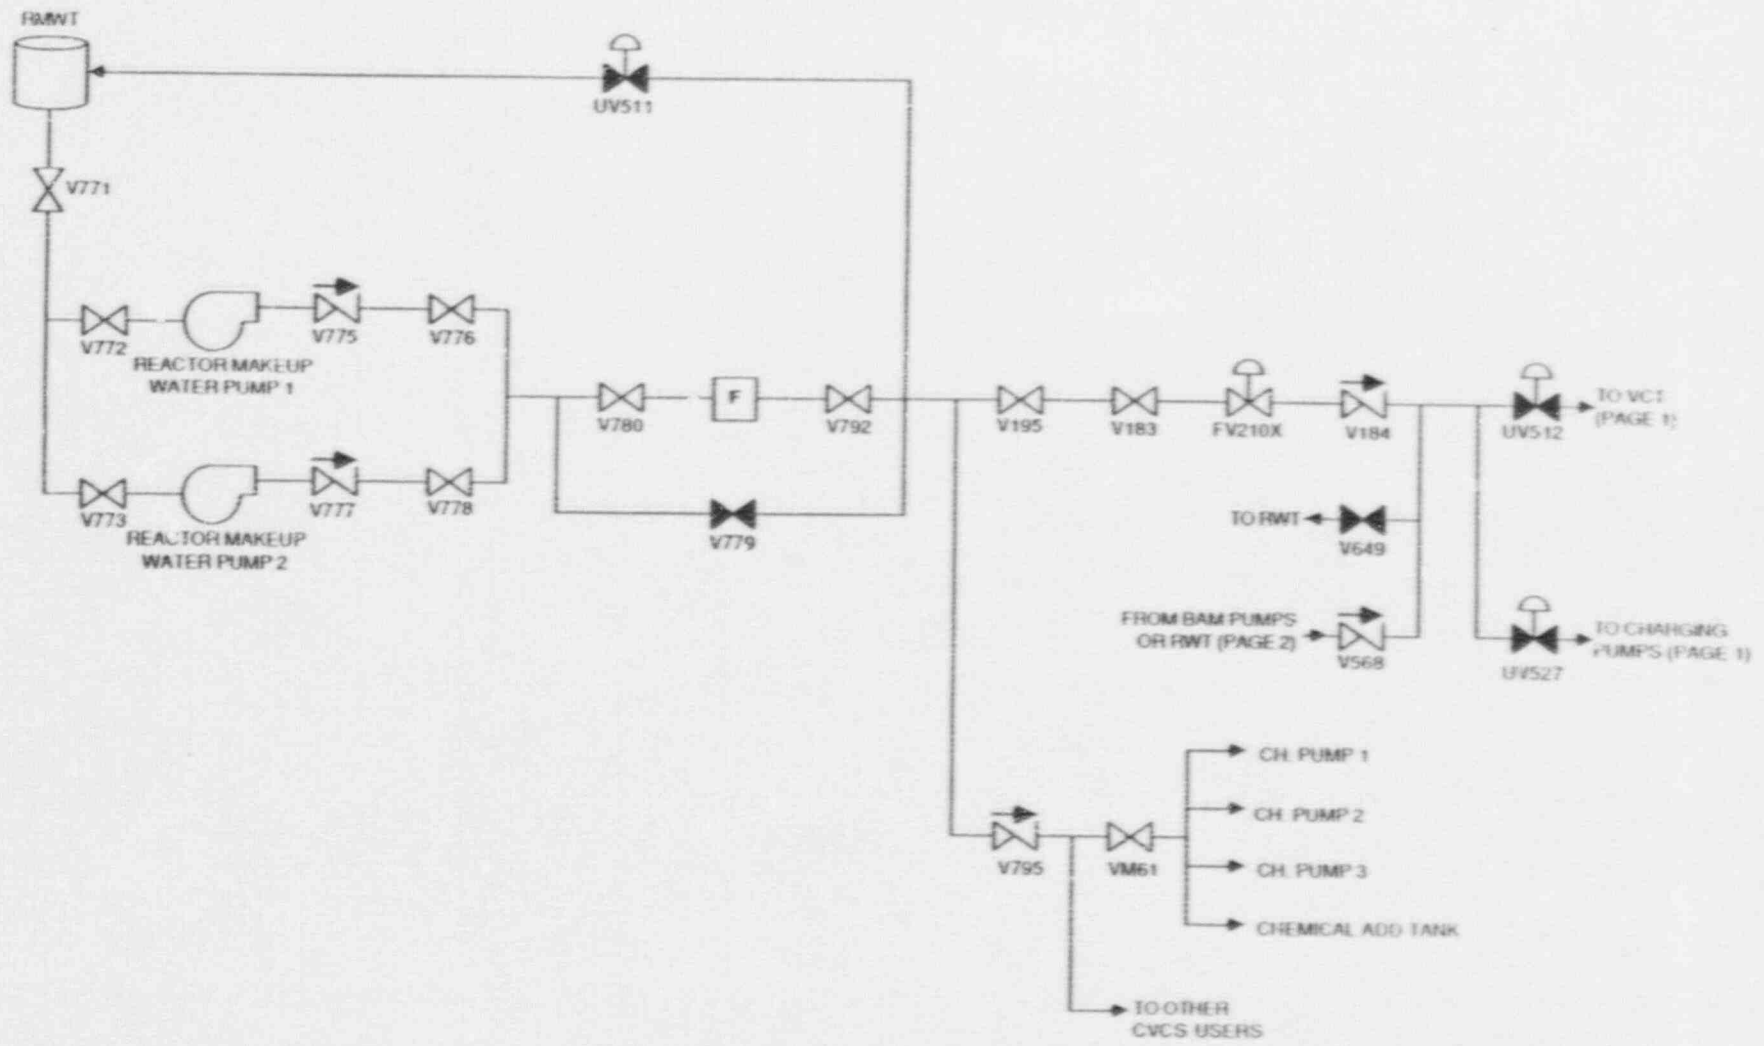 RMWT
UV511
V771
V772
V775
V776
REACTOR MAKEUP
WATER PUMP 1
V780
F
V792
V195
V183
FV210X
V184
UV512
TO VCT
(PAGE 1)
V773
V777
V778
REACTOR MAKEUP
WATER PUMP 2
V779
TO RWT
V649
FROM BAM PUMPS
OR RWT (PAGE 2)
V568
UV527
TO CHARGING
PUMPS (PAGE 1)
CH. PUMP 1
CH. PUMP 2
V795
VM61
CH. PUMP 3
CHEMICAL ADD TANK
TO OTHER
CVCS USERS